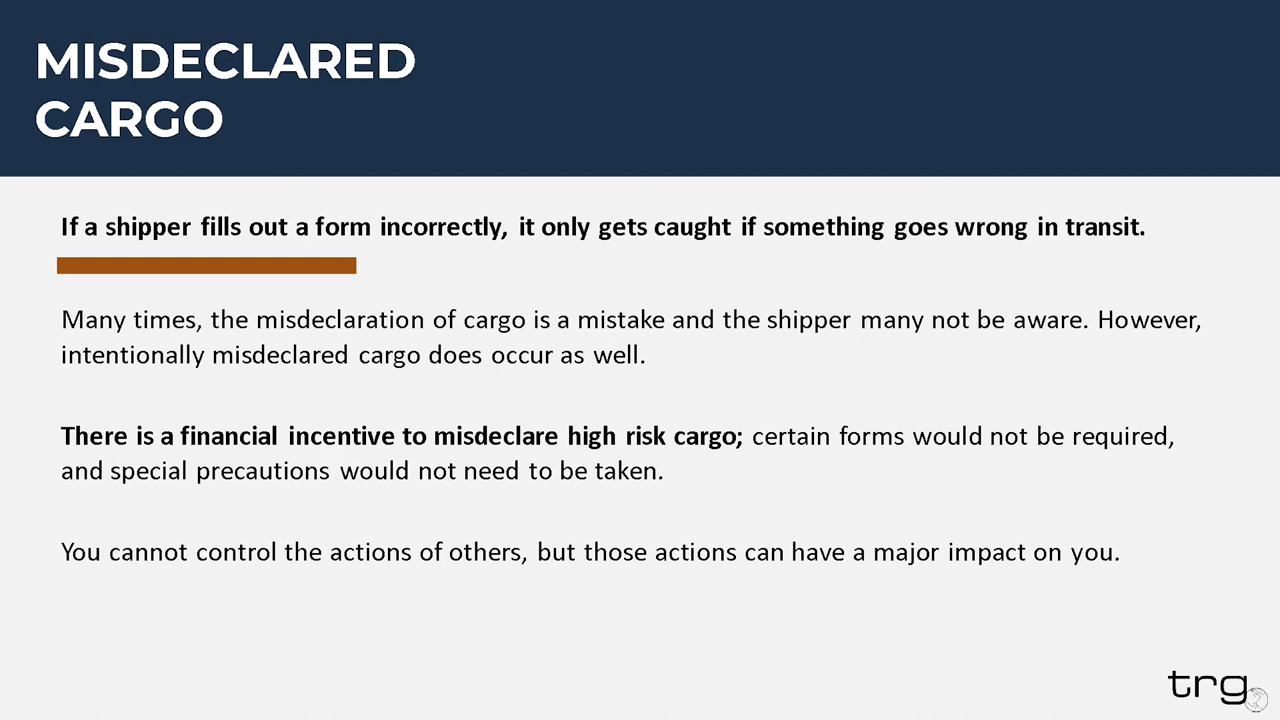 MISDECLARED
CARGO
If a shipper fills out a form incorrectly, it only gets caught if something goes wrong in transit.
Many times, the misdeclaration of cargo is a mistake and the shipper many not be aware. However,
intentionally misdeclared cargo does occur as well.
There is a financial incentive to misdeclare high risk cargo; certain forms would not be required,
and special precautions would not need to be taken.
You cannot control the actions of others, but those actions can have a major impact on you.
trg